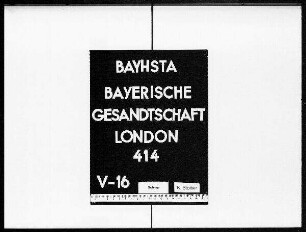 BAYHSTA
BAYERISCHE
GESANDTSCHAFT
LONDON
414
V-16